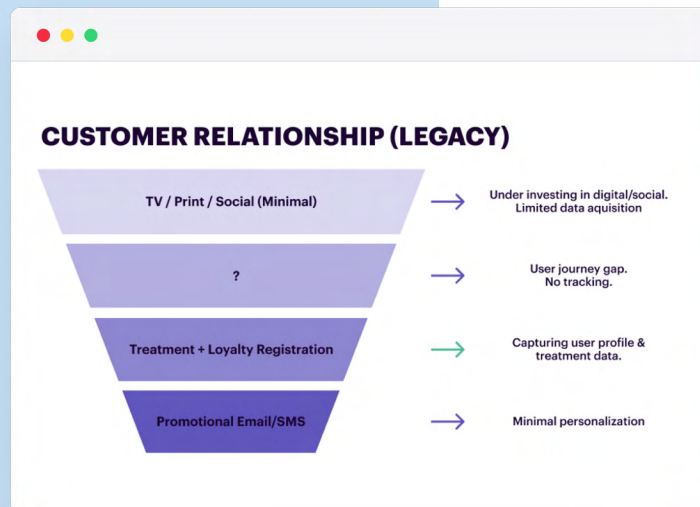 CUSTOMER RELATIONSHIP (LEGACY)
TV / Print / Social (Minimal)
Under investing in digital/social.
Limited data aquisition
?
User journey gap.
No tracking.
Treatment + Loyalty Registration
Capturing user profile &
treatment data.
Promotional Email/SMS
Minimal personalization